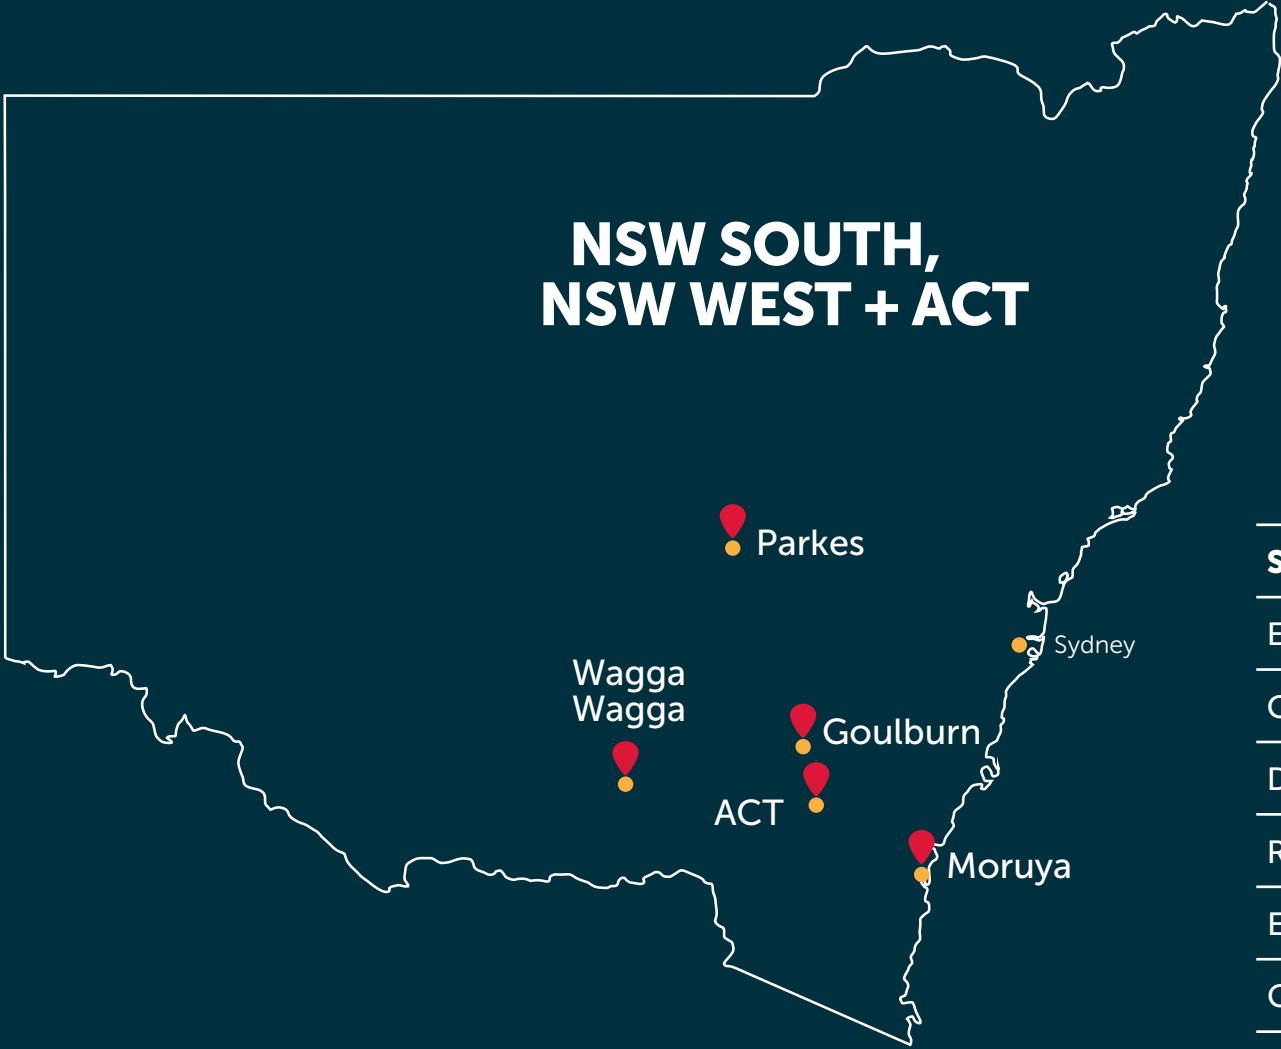 NSW SOUTH,
NSW WEST + ACT
Parkes
Sydney
Wagga
Wagga
Goulburn
ACT
Moruya